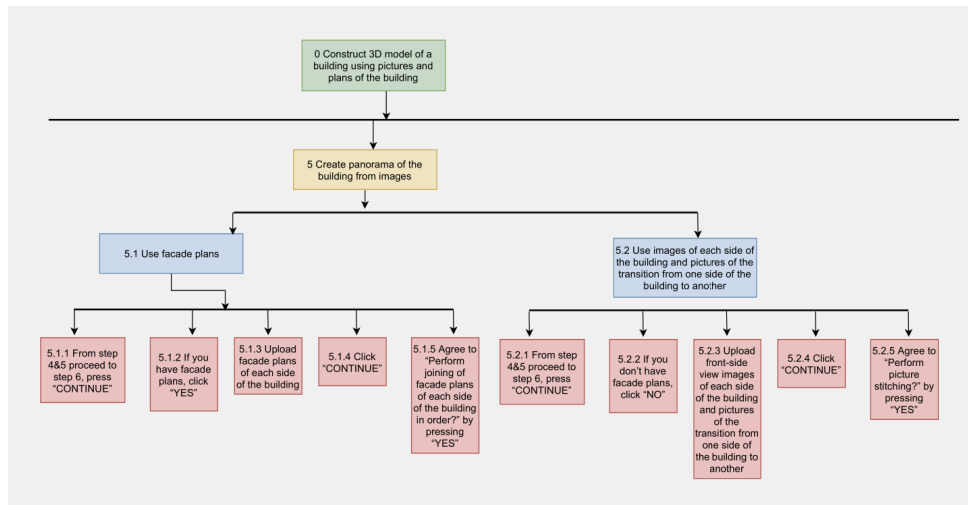 0 Construct 3D model of a
building using pictures and
plans of the building
5 Create panorama of the
building from images
5.1 Use facade plans
5.2 Use images of each side of
the building and pictures of the
transition from one side of the
building to another
5.1.1 From step
4&5 proceed to
step 6, press
“CONTINUE”
5.1.2 If you
have facade
plans, click
“YES”
5.1.3 Upload
facade plans
of each side
of the building
5.1.4 Click
“CONTINUE”
5.1.5 Agree to
“Perform
joining of
facade plans
of each side
of the building
in order?” by
pressing
“YES”
5.2.1 From step
4&5 proceed to
step 6, press
“CONTINUE”
5.2.2 If you
don’t have
facade plans,
click “NO”
5.2.3 Upload
front-side
view images
of each side
of the building
and pictures
of the
transition from
one side of
the building to
another
5.2.4 Click
“CONTINUE”
5.2.5 Agree to
“Perform
picture
stitching?” by
pressing
“YES”